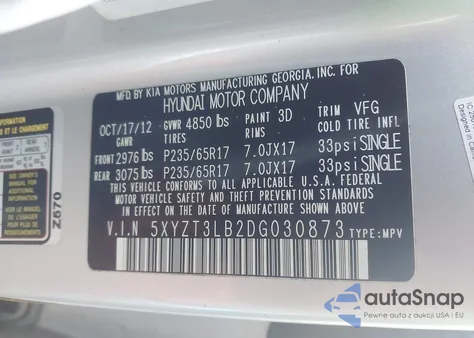 MFD. BY KIA MOTORS MANUFACTURING GEORGIA, INC. FOR
HYUNDAI MOTOR COMPANY
OCT/17/12 GVWR 4850 lbs PAINT 3D TRIM VFG
GAWR TIRES RIMS COLD TIRE INFL
FRONT 2976 lbs P235/65R17 7.0JX17 33psi SINGLE
REAR 3075 lbs P235/65R17 7.0JX17 33psi SINGLE
THIS VEHICLE CONFORMS TO ALL APPLICABLE U.S.A. FEDERAL
MOTOR VEHICLE SAFETY, BUMPER, AND THEFT PREVENTION
STANDARDS IN EFFECT ON THE DATE OF MANUFACTURE SHOWN ABOVE.
V.I.N 5XYZT3LB2DG030873 TYPE:MPV
Z570
autaSnap
Pewne auta z aukcji USA i EU